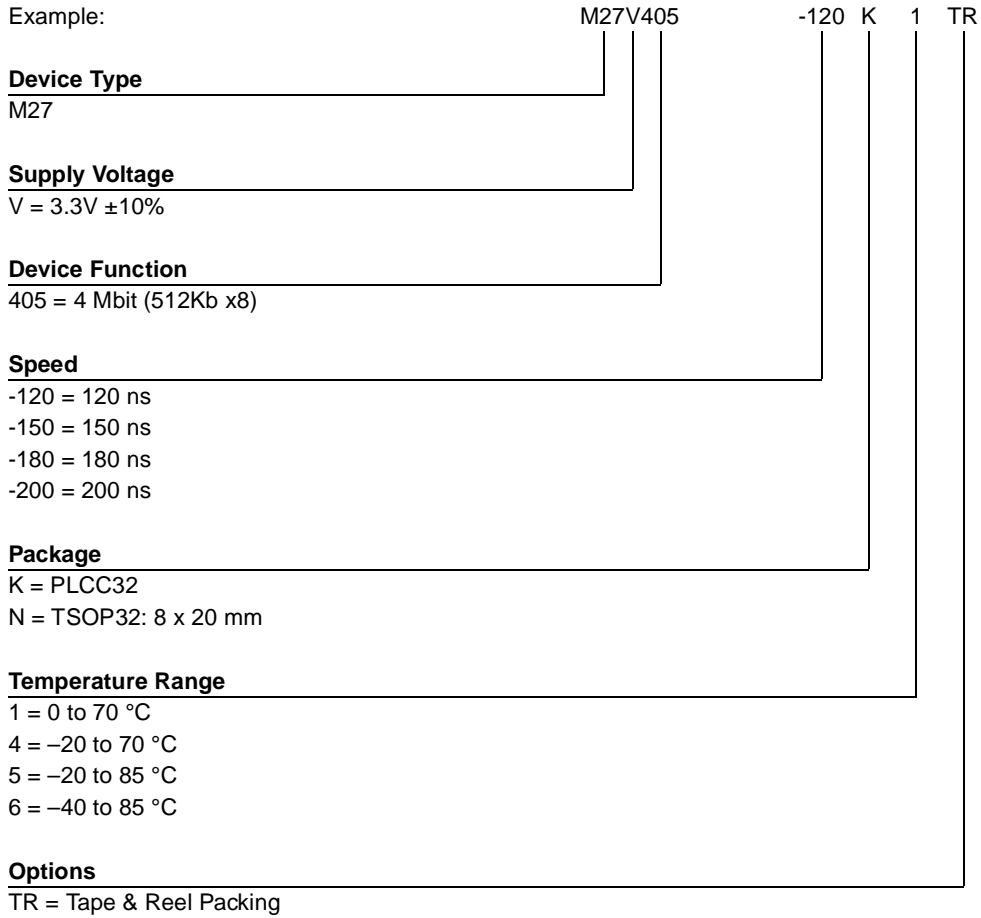 Example: M27V405 -120 K 1 TR
Device Type
M27
Supply Voltage
V = 3.3V ±10%
Device Function
405 = 4 Mbit (512Kb x8)
Speed
-120 = 120 ns
-150 = 150 ns
-180 = 180 ns
-200 = 200 ns
Package
K = PLCC32
N = TSOP32: 8 x 20 mm
Temperature Range
1 = 0 to 70 °C
4 = –20 to 70 °C
5 = –20 to 85 °C
6 = –40 to 85 °C
Options
TR = Tape & Reel Packing